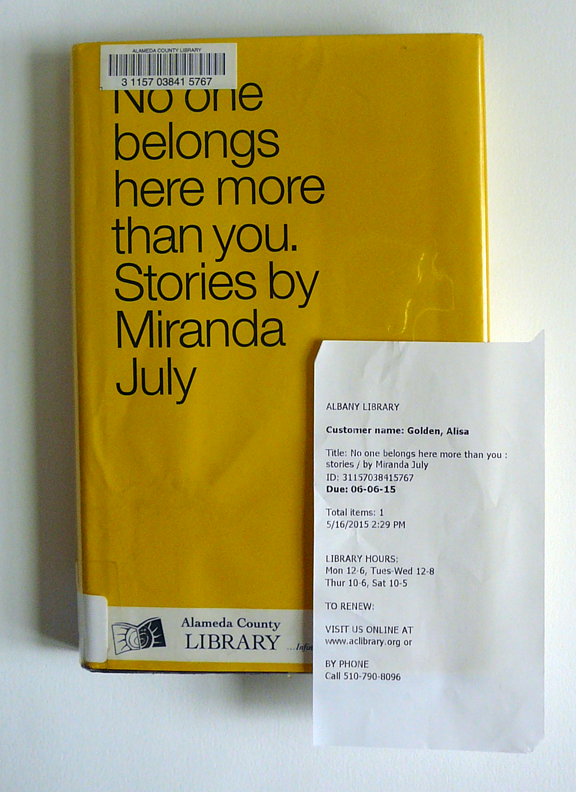 ALAMEDA COUNTY LIBRARY
3 1157 03841 5767
No one
belongs
here more
than you.
Stories by
Miranda
July
Alameda County
LIBRARY
ALBANY LIBRARY
Customer name: Golden, Alisa
Title: No one belongs here more than you :
stories / by Miranda July
ID: 31157038415767
Due: 06-06-15
Total items: 1
5/16/2015 2:29 PM
LIBRARY HOURS:
Mon 12-6, Tues-Wed 12-8
Thur 10-6, Sat 10-5
TO RENEW:
VISIT US ONLINE AT
www.aclibrary.org or
BY PHONE
Call 510-790-8096